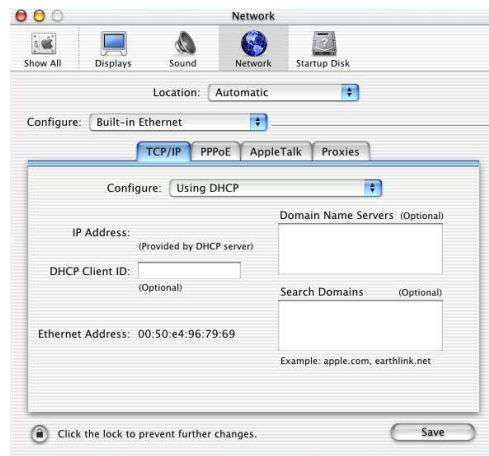 Network
Show All Displays Sound Network Startup Disk
Location: Automatic
Configure: Built-in Ethernet
TCP/IP PPPoE AppleTalk Proxies
Configure: Using DHCP
Domain Name Servers (Optional)
IP Address:
(Provided by DHCP server)
DHCP Client ID:
(Optional)
Search Domains (Optional)
Ethernet Address: 00:50:e4:96:79:69
Example: apple.com, earthlink.net
Click the lock to prevent further changes.
Save